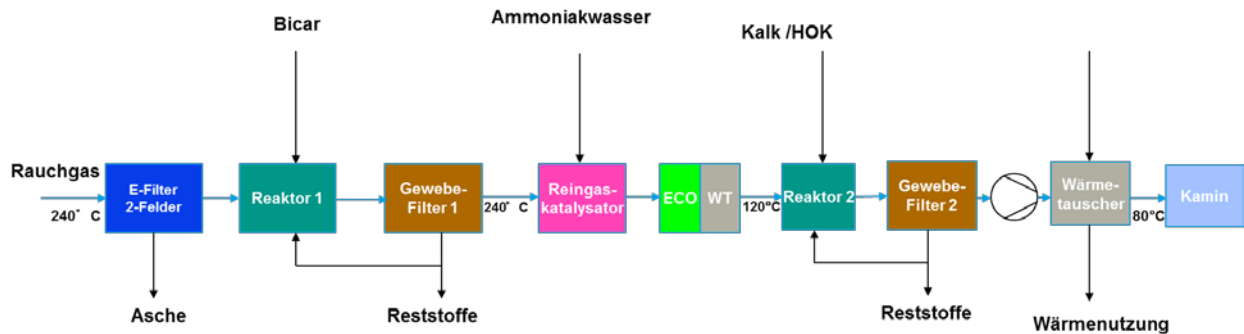 Bicar
Ammoniakwasser
Kalk /HOK
Rauchgas
240° C
E-Filter
2-Felder
Reaktor 1
Gewebe-
Filter 1
240° C
Reingas-
katalysator
ECO
WT
120°C
Reaktor 2
Gewebe-
Filter 2
Wärme-
tauscher
80°C
Kamin
Asche
Reststoffe
Reststoffe
Wärmenutzung